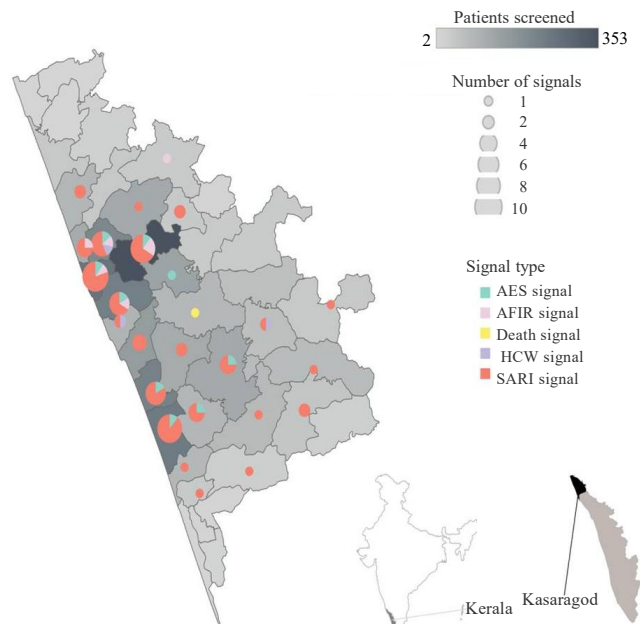 Patients screened
2 353
Number of signals
1
2
4
6
8
10
Signal type
AES signal
AFIR signal
Death signal
HCW signal
SARI signal
Kerala
Kasaragod